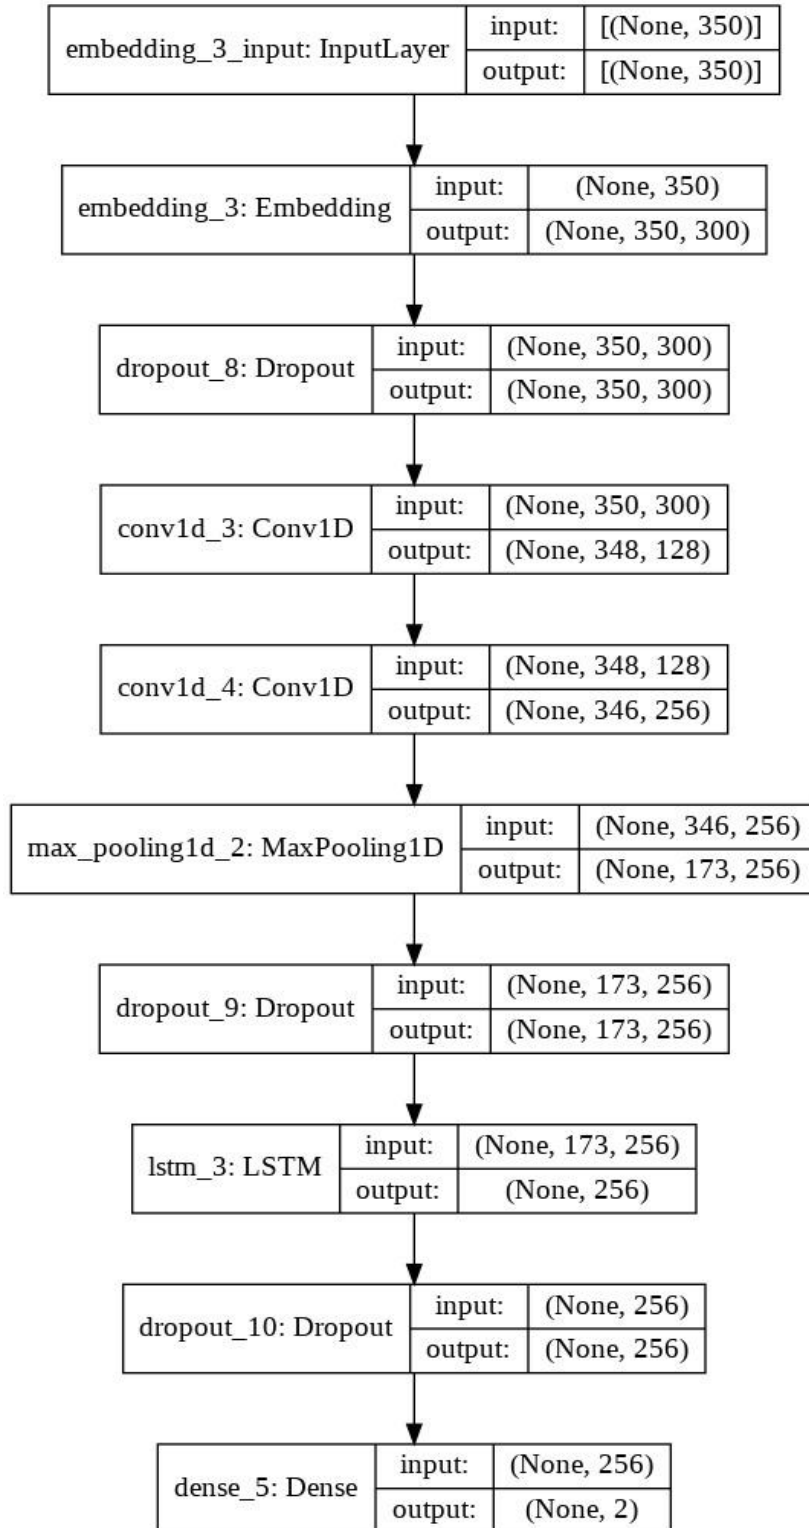 embedding_3_input: InputLayer
input: [(None, 350)]
output: [(None, 350)]
embedding_3: Embedding
input: (None, 350)
output: (None, 350, 300)
dropout_8: Dropout
input: (None, 350, 300)
output: (None, 350, 300)
conv1d_3: Conv1D
input: (None, 350, 300)
output: (None, 348, 128)
conv1d_4: Conv1D
input: (None, 348, 128)
output: (None, 346, 256)
max_pooling1d_2: MaxPooling1D
input: (None, 346, 256)
output: (None, 173, 256)
dropout_9: Dropout
input: (None, 173, 256)
output: (None, 173, 256)
lstm_3: LSTM
input: (None, 173, 256)
output: (None, 256)
dropout_10: Dropout
input: (None, 256)
output: (None, 256)
dense_5: Dense
input: (None, 256)
output: (None, 2)